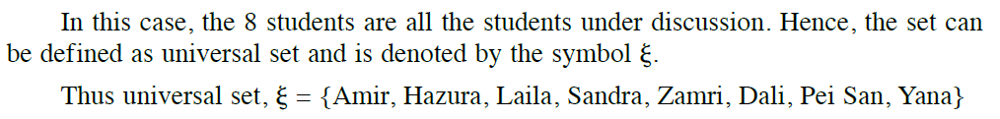 In this case, the 8 students are all the students under discussion. Hence, the set can
be defined as universal set and is denoted by the symbol ξ.
Thus universal set, ξ = {Amir, Hazura, Laila, Sandra, Zamri, Dali, Pei San, Yana}